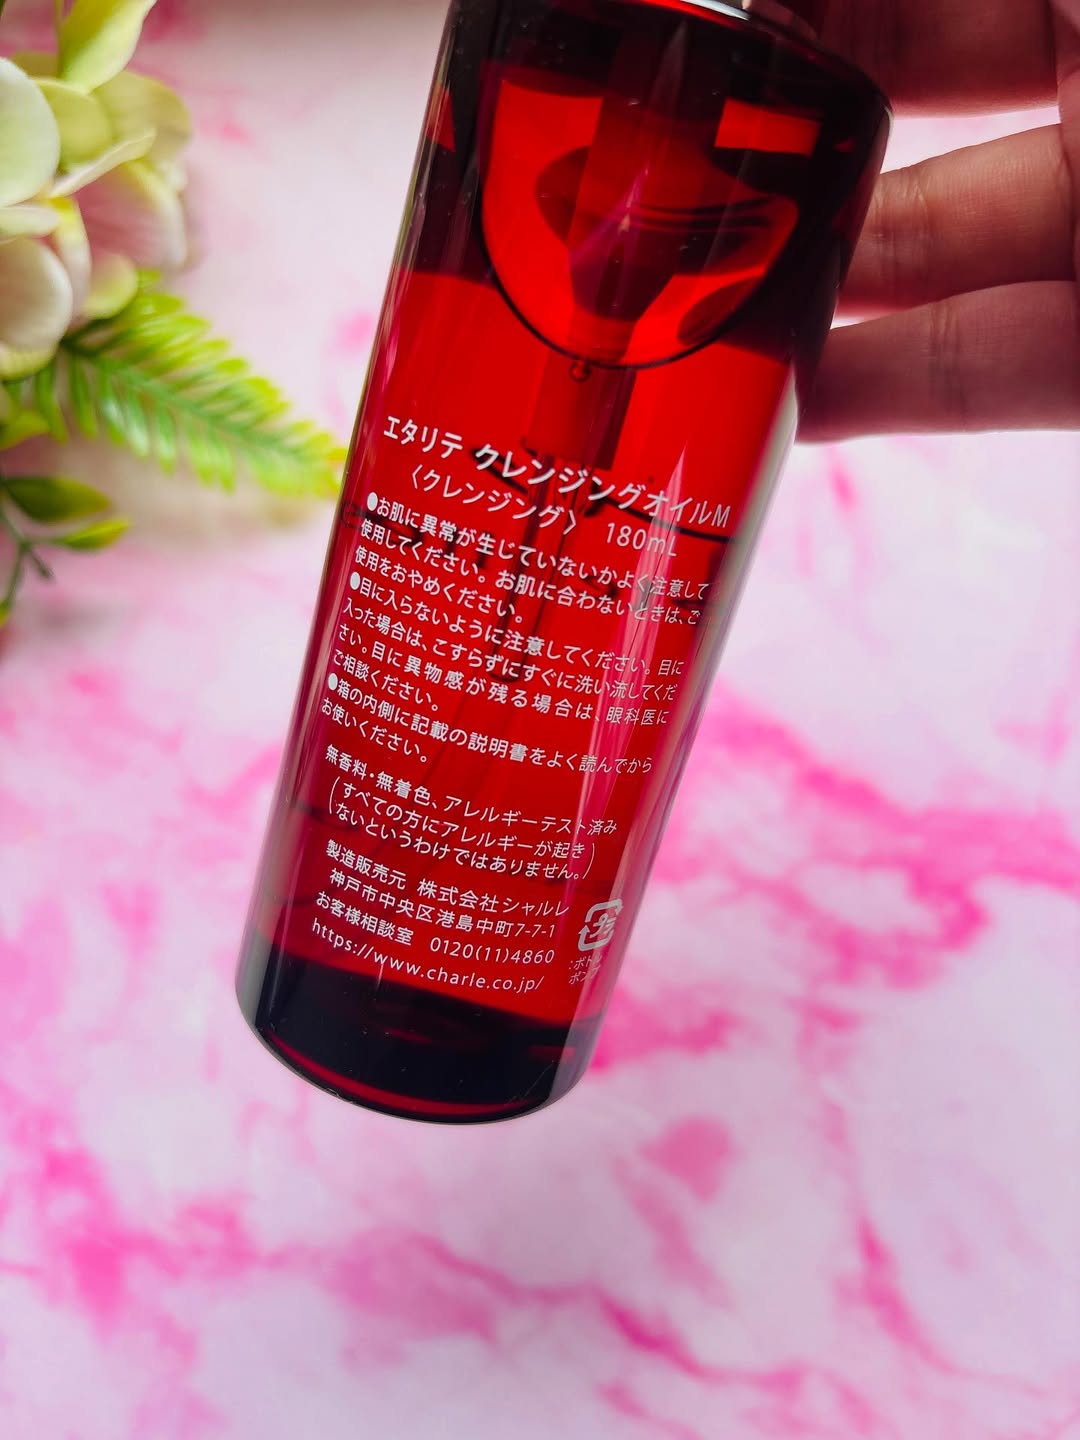 エタリテ クレンジングオイルM
〈クレンジング〉 180mL
●お肌に異常が生じていないかよく注意して
使用してください。お肌に合わないときは、ご
使用をおやめください。
●目に入らないように注意してください。目に
入った場合は、こすらずにすぐに洗い流してくだ
さい。目に異物感が残る場合は、眼科医に
ご相談ください。
●箱の内側に記載の説明書をよく読んでから
お使いください。
無香料・無着色、アレルギーテスト済み
(すべての方にアレルギーが起き
ないというわけではありません。)
製造販売元 株式会社シャルレ
神戸市中央区港島中町7-7-1
お客様相談室 0120(11)4860
https://www.charle.co.jp/
プラ
:ボトル
ポンプ